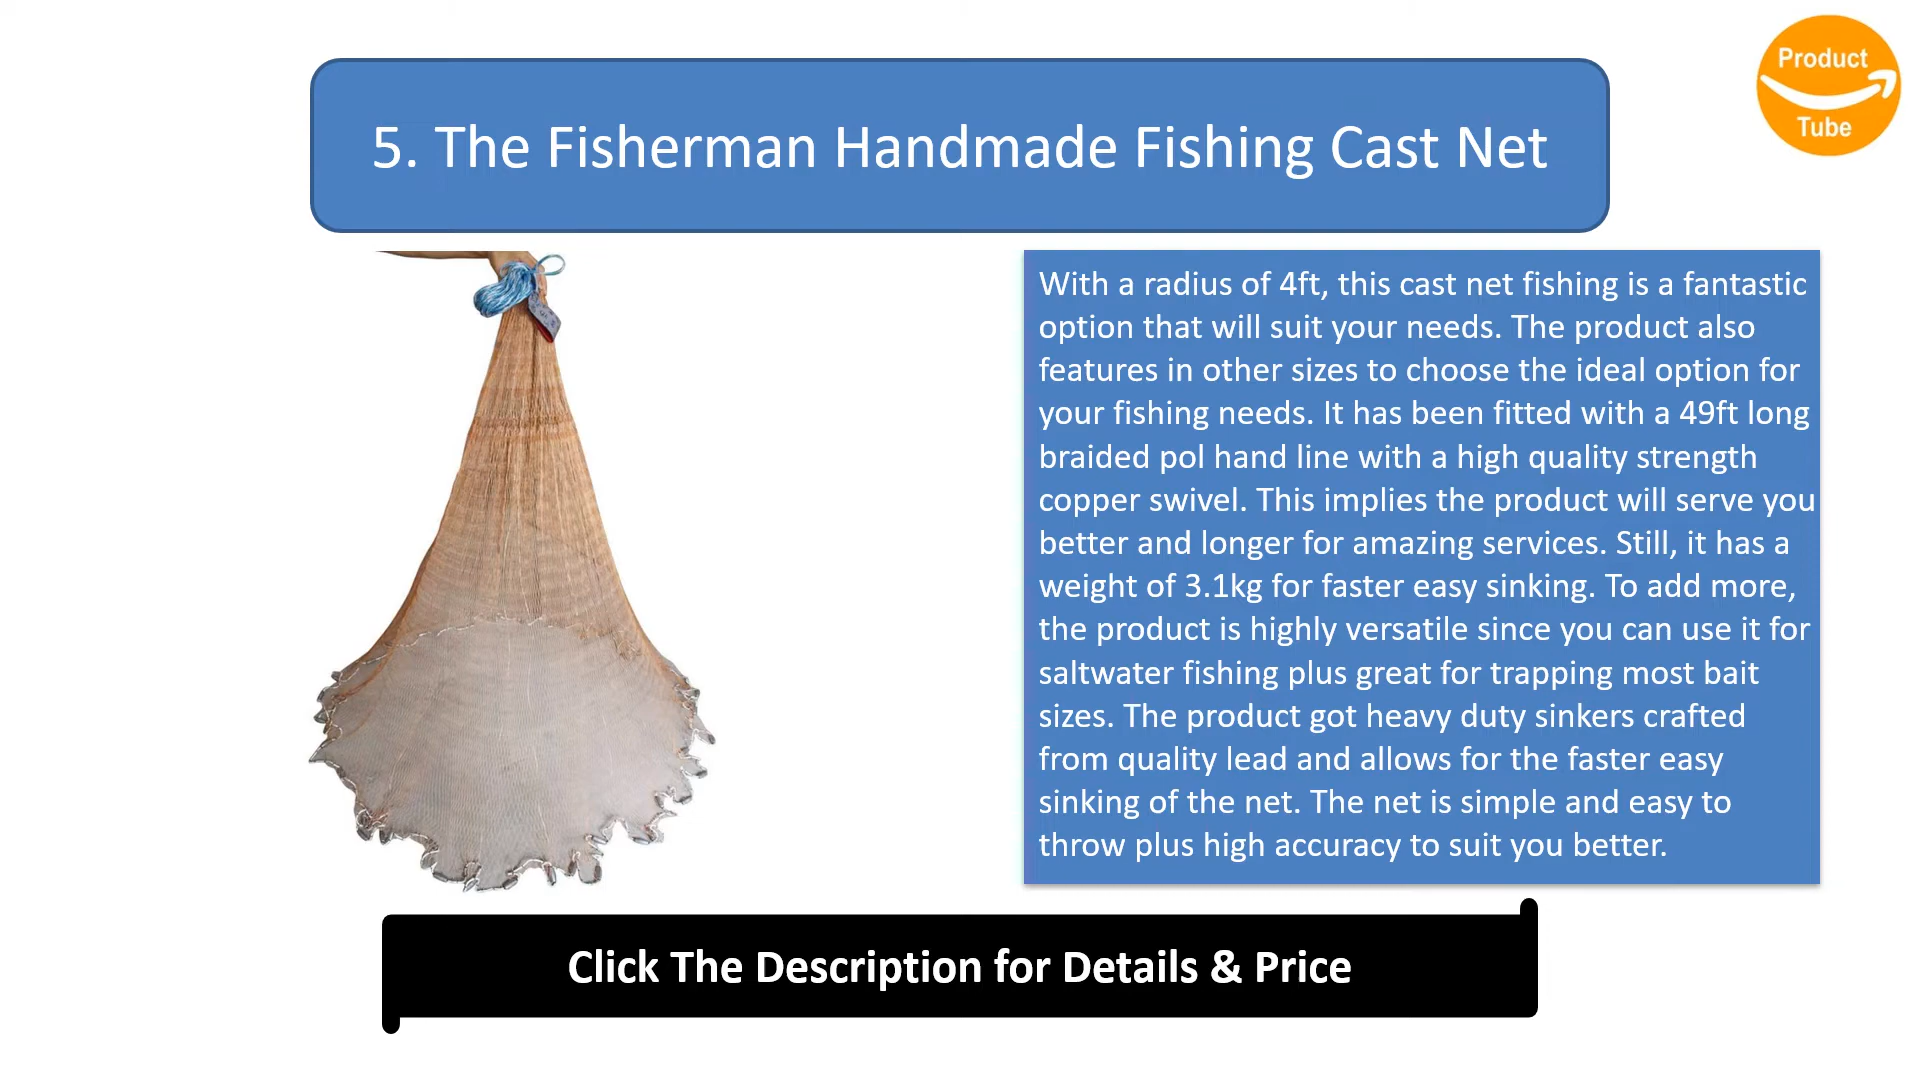 Product
Tube
5. The Fisherman Handmade Fishing Cast Net
With a radius of 4ft, this cast net fishing is a fantastic
option that will suit your needs. The product also
features in other sizes to choose the ideal option for
your fishing needs. It has been fitted with a 49ft long
braided pol hand line with a high quality strength
copper swivel. This implies the product will serve you
better and longer for amazing services. Still, it has a
weight of 3.1kg for faster easy sinking. To add more,
the product is highly versatile since you can use it for
saltwater fishing plus great for trapping most bait
sizes. The product got heavy duty sinkers crafted
from quality lead and allows for the faster easy
sinking of the net. The net is simple and easy to
throw plus high accuracy to suit you better.
Click The Description for Details & Price